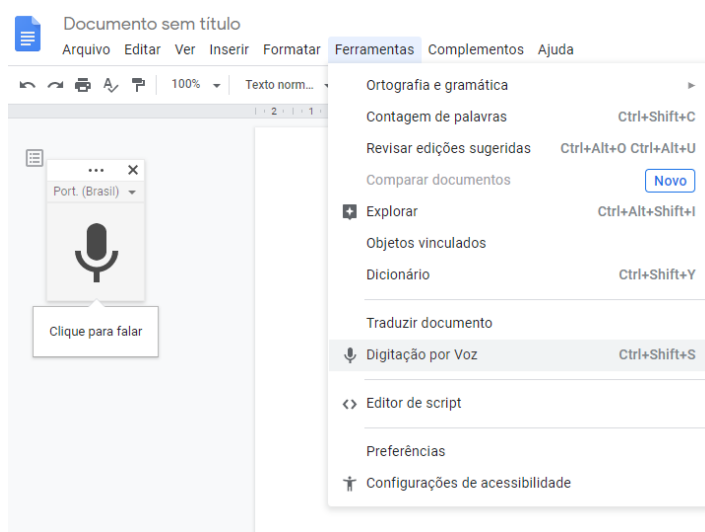 Documento sem título
Arquivo Editar Ver Inserir Formatar Ferramentas Complementos Ajuda
100% Texto norm...
2 1
Port. (Brasil)
Clique para falar
Ortografia e gramática
Contagem de palavras Ctrl+Shift+C
Revisar edições sugeridas Ctrl+Alt+O Ctrl+Alt+U
Comparar documentos Novo
Explorar Ctrl+Alt+Shift+I
Objetos vinculados
Dicionário Ctrl+Shift+Y
Traduzir documento
Digitação por Voz Ctrl+Shift+S
Editor de script
Preferências
Configurações de acessibilidade